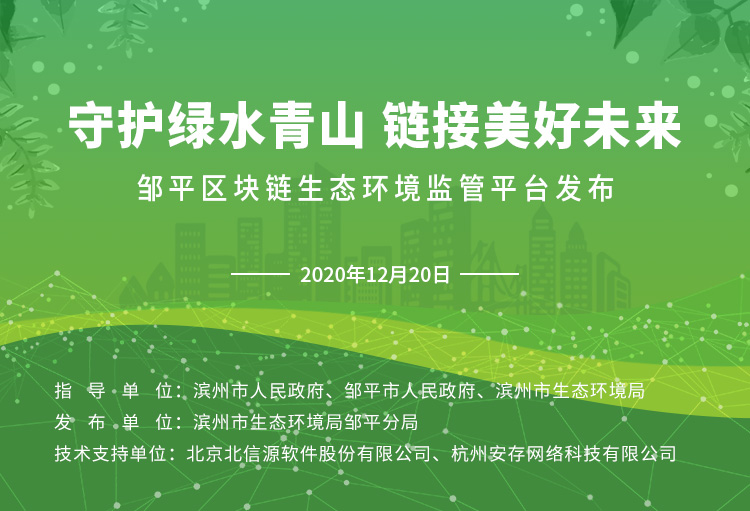 守护绿水青山 链接美好未来
邹平区块链生态环境监管平台发布
2020年12月20日
指导单位：滨州市人民政府、邹平市人民政府、滨州市生态环境局
发布单位：滨州市生态环境局邹平分局
技术支持单位：北京北信源软件股份有限公司、杭州安存网络科技有限公司